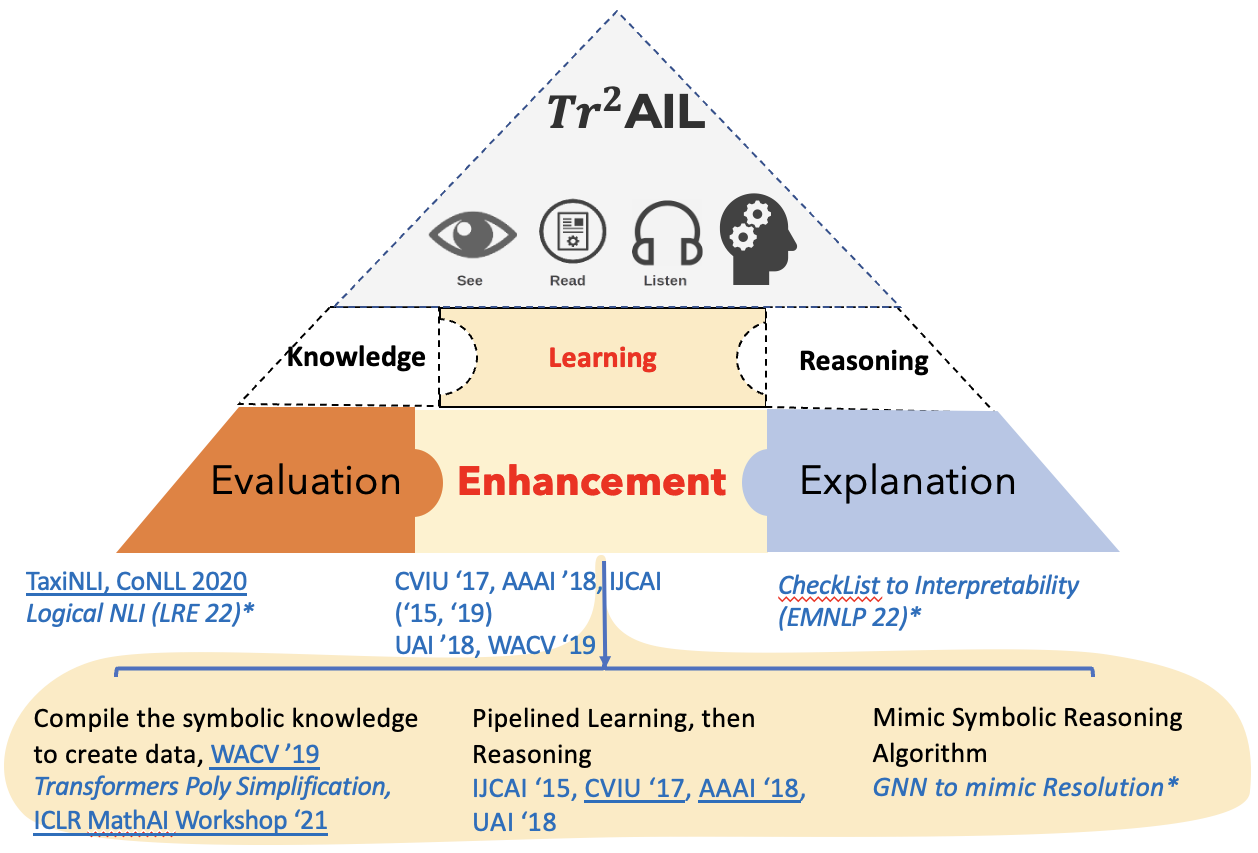 Tr² AIL
See Read Listen
Knowledge Learning Reasoning
Evaluation Enhancement Explanation
TaxiNLI, CoNLL 2020
Logical NLI (LRE 22)*
CVIU ‘17, AAAI ’18, IJCAI
(‘15, ‘19)
UAI ’18, WACV ‘19
CheckList to Interpretability
(EMNLP 22)*
Compile the symbolic knowledge
to create data, WACV ’19
Transformers Poly Simplification,
ICLR MathAI Workshop ‘21
Pipelined Learning, then
Reasoning
IJCAI ‘15, CVIU ‘17, AAAI ‘18,
UAI ‘18
Mimic Symbolic Reasoning
Algorithm
GNN to mimic Resolution*